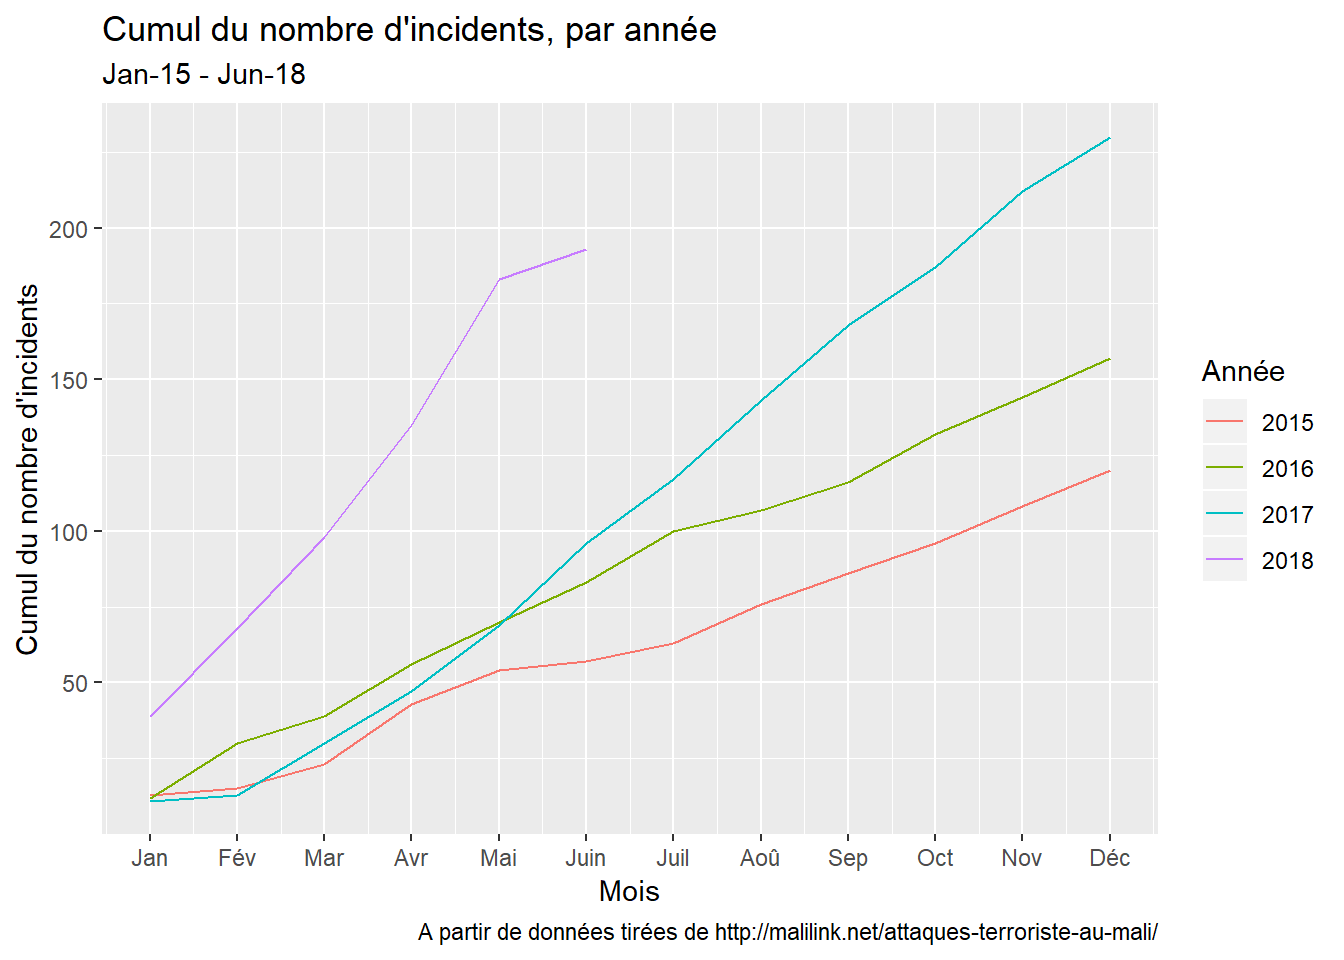 Cumul du nombre d'incidents, par année
Jan-15 - Jun-18
Cumul du nombre d'incidents
200
150
100
50
Jan Fév Mar Avr Mai Juin Juil Aoû Sep Oct Nov Déc
Mois
Année
2015
2016
2017
2018
A partir de données tirées de http://malilink.net/attaques-terroriste-au-mali/